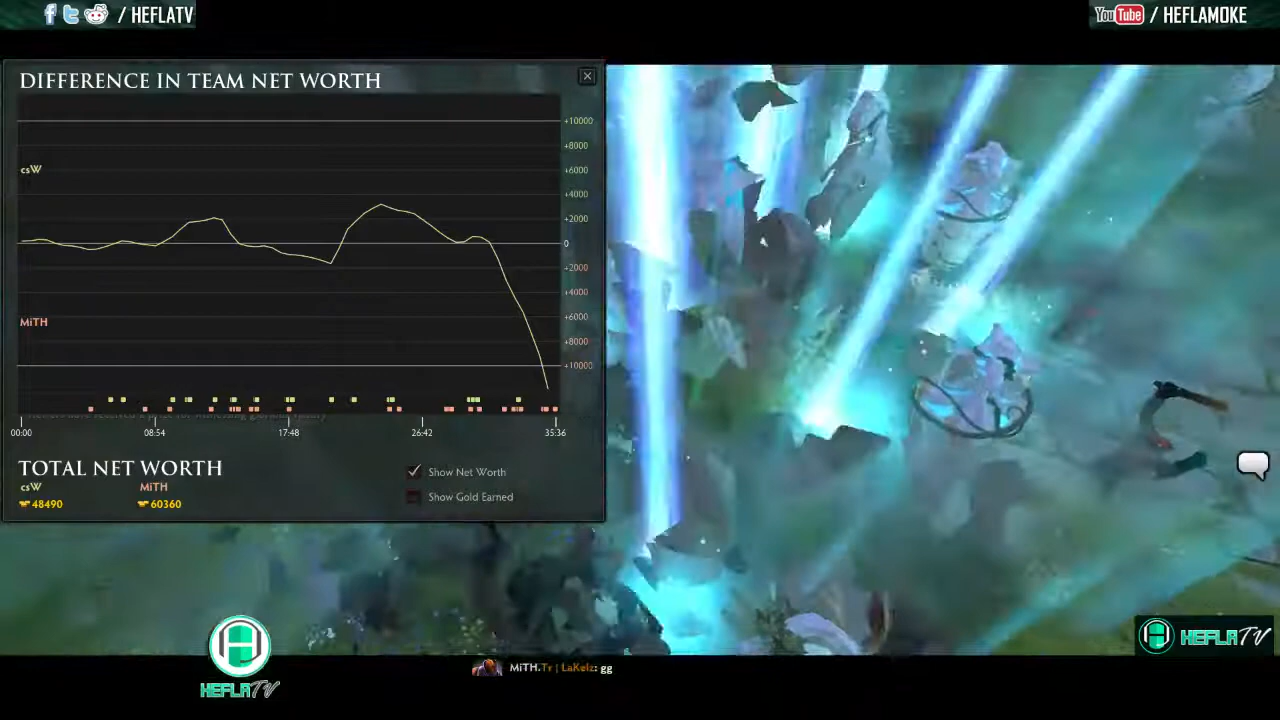 / HEFLATV
You Tube / HEFLAMOKE
DIFFERENCE IN TEAM NET WORTH
+10000
+8000
csW
+6000
+4000
+2000
0
+2000
+4000
MiTH
+6000
+8000
+10000
00:00 08:54 17:48 26:42 35:36
TOTAL NET WORTH
csW MiTH
48490 60360
Show Net Worth
Show Gold Earned
H
HEFLATV
HEFLATV
MiTH.Tr | LaKelz: gg